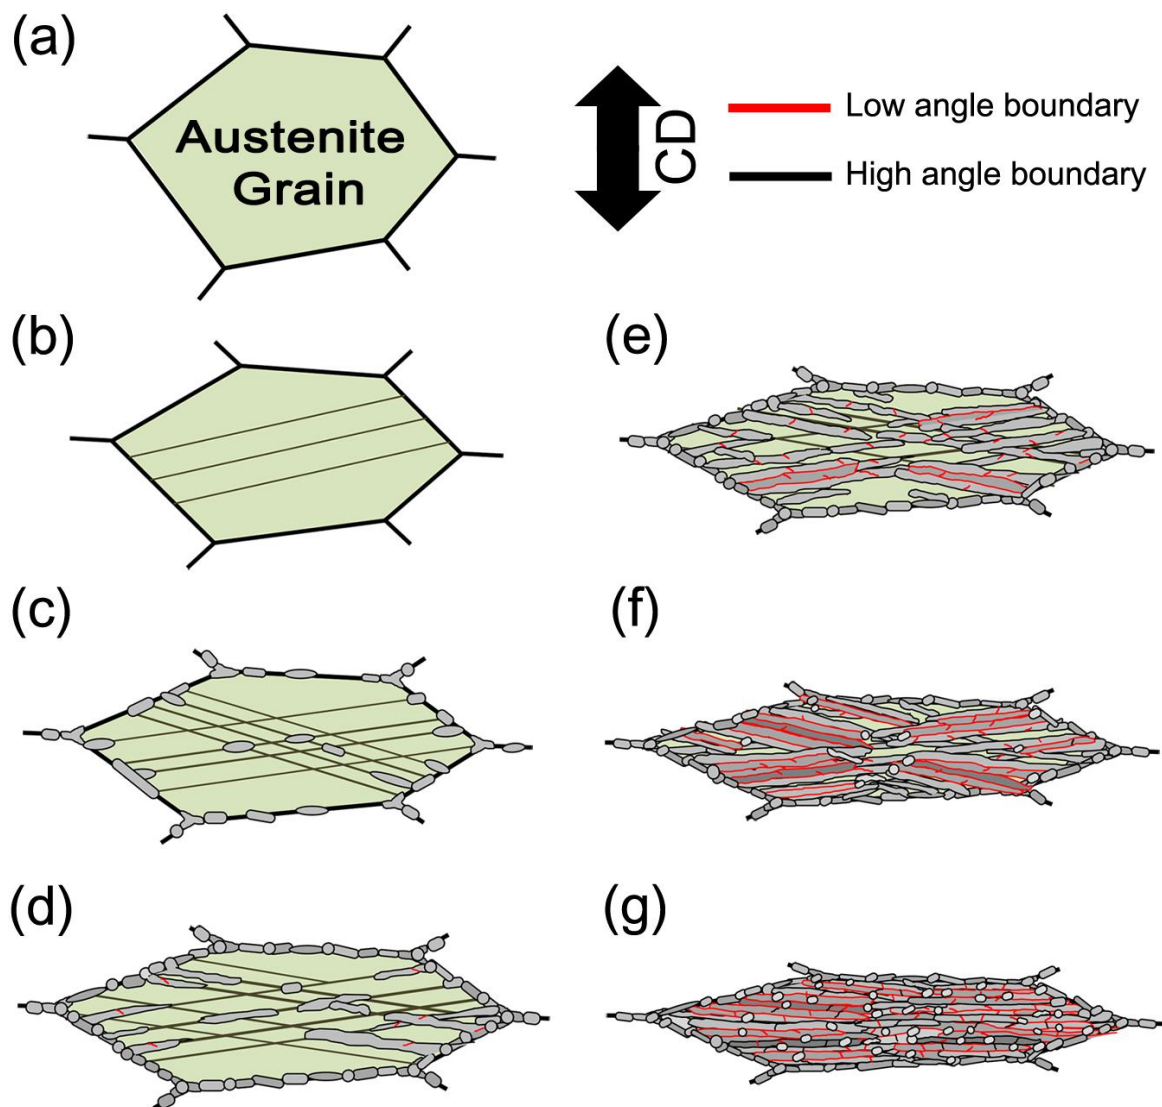 (a)
Austenite
Grain
CD
Low angle boundary
High angle boundary
(b)
(e)
(c)
(f)
(d)
(g)